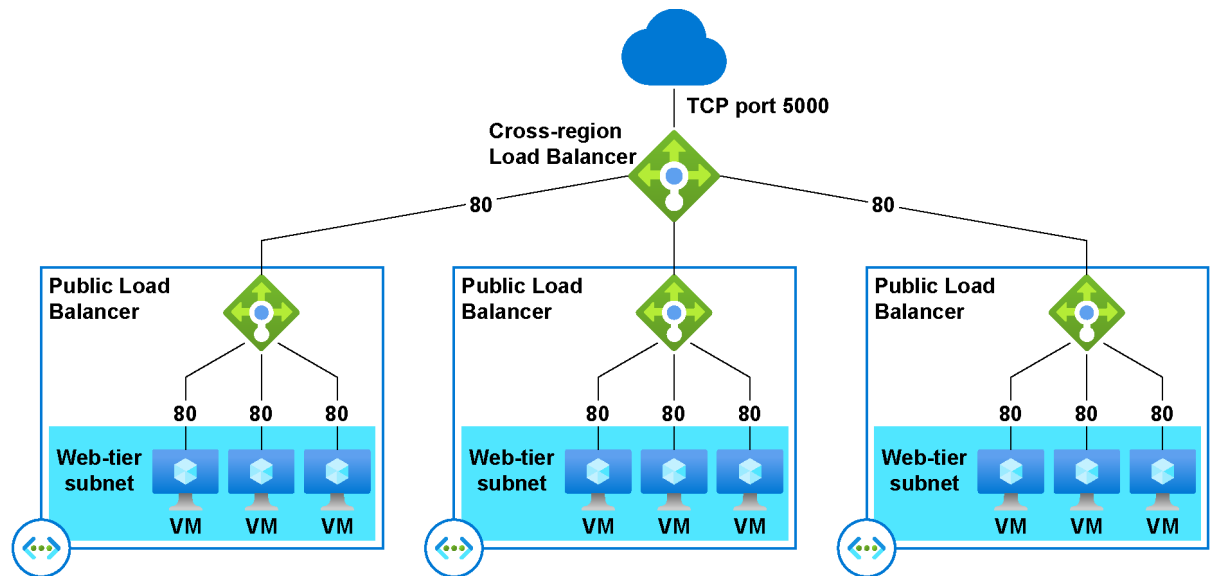 TCP port 5000
Cross-region
Load Balancer
80
80
Public Load
Balancer
80
80
80
Web-tier
subnet
VM
VM
VM
Public Load
Balancer
80
80
80
Web-tier
subnet
VM
VM
VM
Public Load
Balancer
80
80
80
Web-tier
subnet
VM
VM
VM